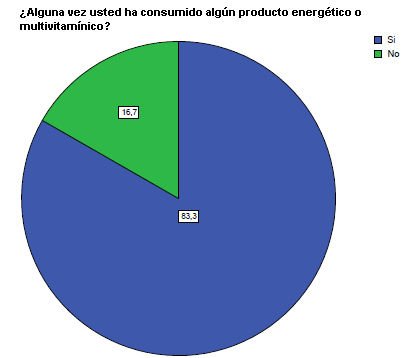 ¿Alguna vez usted ha consumido algún producto energético o
multivitamínico?
Si
No
16,7
83,3